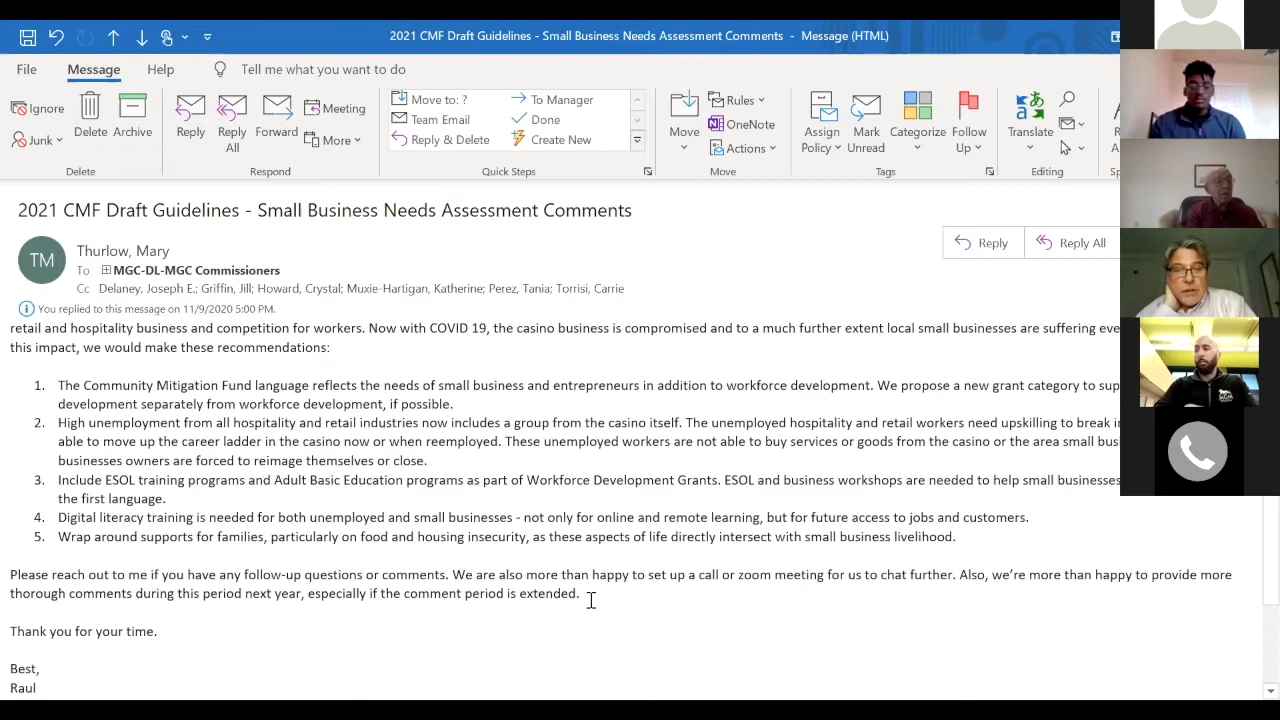 2021 CMF Draft Guidelines - Small Business Needs Assessment Comments - Message (HTML)
File Message Help Tell me what you want to do
Ignore
Junk
Delete
Archive
Delete
Reply
Reply All
Forward
Meeting
More
Respond
Move to: ?
Team Email
Reply & Delete
To Manager
Done
Create New
Quick Steps
Move
Rules
OneNote
Actions
Move
Assign Policy
Mark Unread
Categorize
Follow Up
Tags
Translate
Editing
2021 CMF Draft Guidelines - Small Business Needs Assessment Comments
TM
Thurlow, Mary
To MGC-DL-MGC Commissioners
Cc Delaney, Joseph E.; Griffin, Jill; Howard, Crystal; Muxie-Hartigan, Katherine; Perez, Tania; Torrisi, Carrie
Reply Reply All
You replied to this message on 11/9/2020 5:00 PM.
retail and hospitality business and competition for workers. Now with COVID 19, the casino business is compromised and to a much further extent local small businesses are suffering
this impact, we would make these recommendations:
1. The Community Mitigation Fund language reflects the needs of small business and entrepreneurs in addition to workforce development. We propose a new grant category to
development separately from workforce development, if possible.
2. High unemployment from all hospitality and retail industries now includes a group from the casino itself. The unemployed hospitality and retail workers need upskilling to break
able to move up the career ladder in the casino now or when reemployed. These unemployed workers are not able to buy services or goods from the casino or the area small
businesses owners are forced to reimage themselves or close.
3. Include ESOL training programs and Adult Basic Education programs as part of Workforce Development Grants. ESOL and business workshops are needed to help small businesses
the first language.
4. Digital literacy training is needed for both unemployed and small businesses - not only for online and remote learning, but for future access to jobs and customers.
5. Wrap around supports for families, particularly on food and housing insecurity, as these aspects of life directly intersect with small business livelihood.
Please reach out to me if you have any follow-up questions or comments. We are also more than happy to set up a call or zoom meeting for us to chat further. Also, we're more than happy to provide more
thorough comments during this period next year, especially if the comment period is extended.
Thank you for your time.
Best,
Raul
MGM